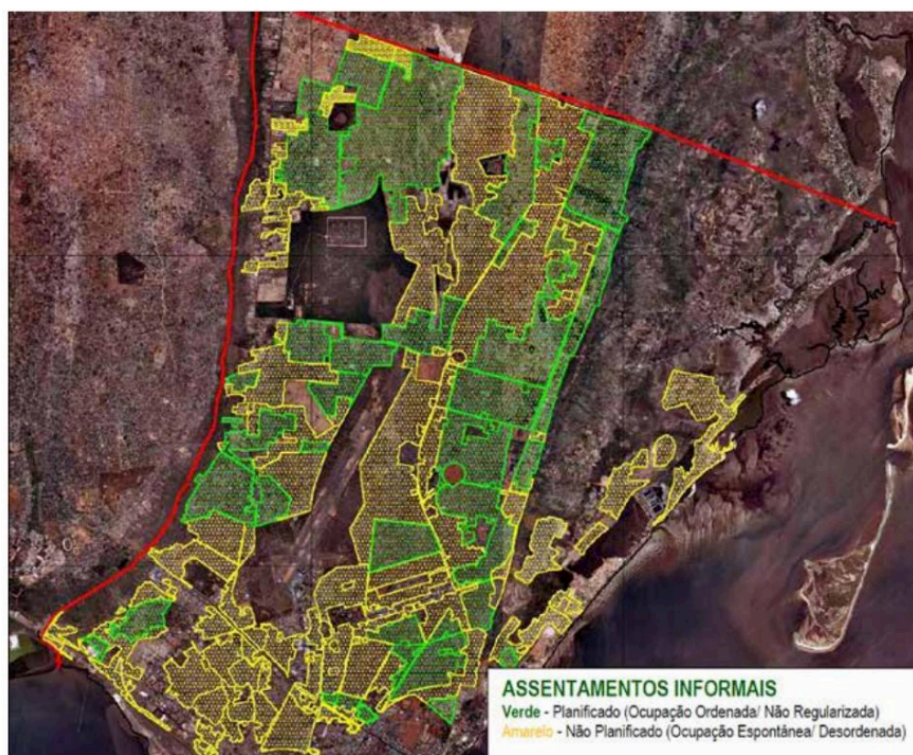 ASSENTAMENTOS INFORMAIS
Verde - Planificado (Ocupação Ordenada/ Não Regularizada)
Amarelo - Não Planificado (Ocupação Espontânea/ Desordenada)